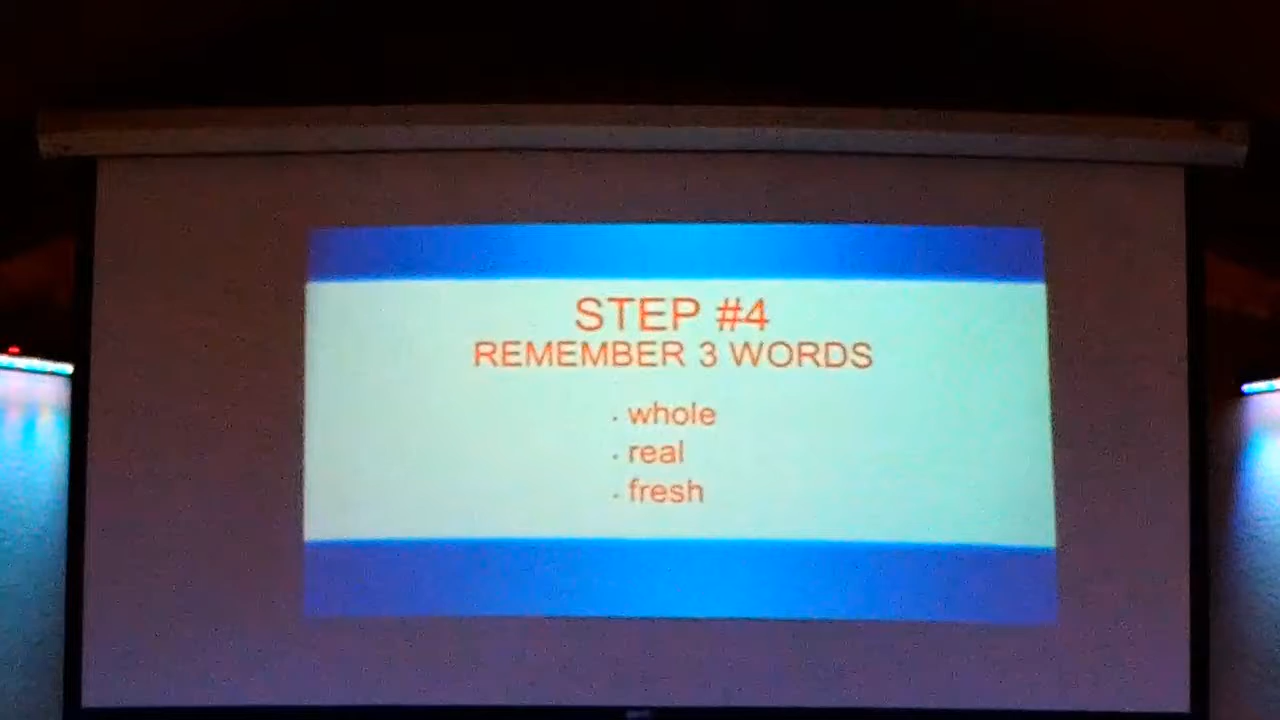 STEP #4
REMEMBER 3 WORDS
. whole
. real
. fresh